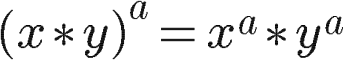 (x * y)^a = x^a * y^a